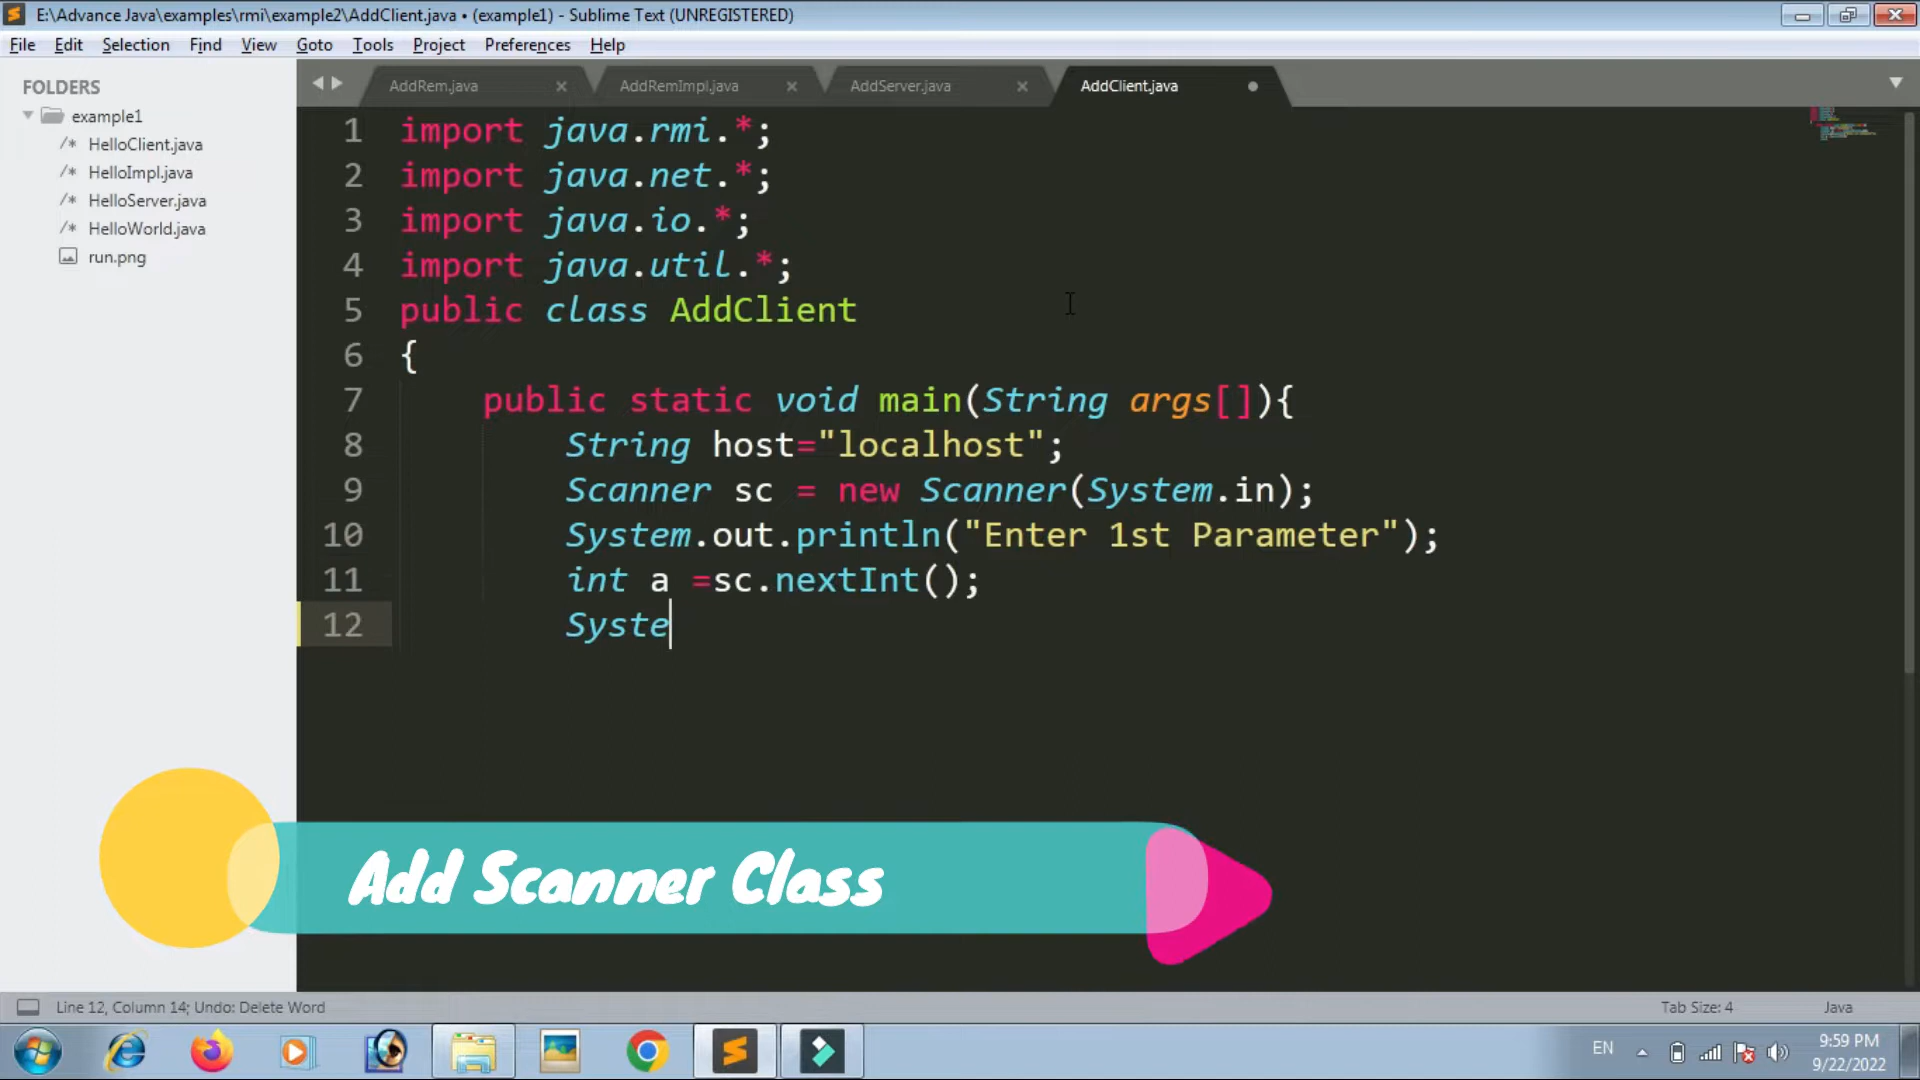 E:\Advance Java\examples\rmi\example2\AddClient.java • (example1) - Sublime Text (UNREGISTERED)
File Edit Selection Find View Goto Tools Project Preferences Help
FOLDERS
example1
/* HelloClient.java
/* HelloImpl.java
/* HelloServer.java
/* HelloWorld.java
run.png
AddRem.java AddRemImpl.java AddServer.java AddClient.java
1 import java.rmi.*;
2 import java.net.*;
3 import java.io.*;
4 import java.util.*;
5 public class AddClient
6 {
7 public static void main(String args[]){
8 String host="localhost";
9 Scanner sc = new Scanner(System.in);
10 System.out.println("Enter 1st Parameter");
11 int a =sc.nextInt();
12 Syste
Add Scanner Class
Line 12, Column 14; Undo: Delete Word Tab Size: 4 Java
EN 9:59 PM
9/22/2022